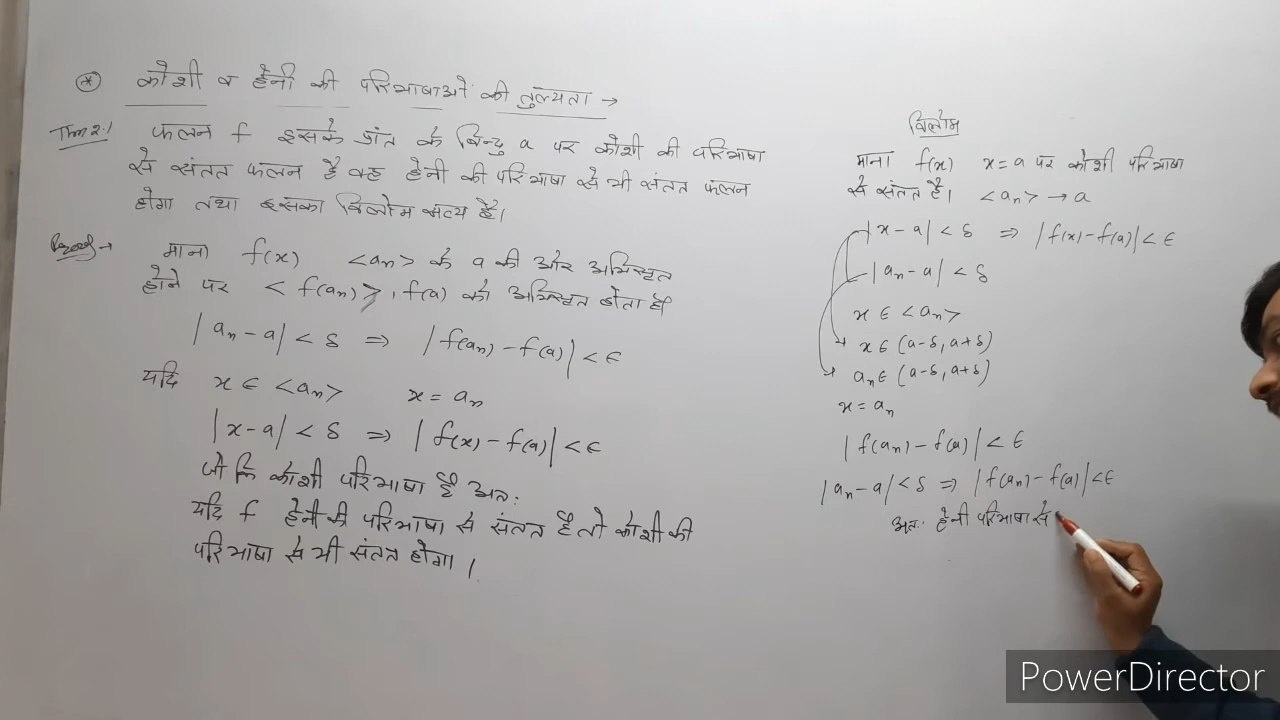 * कोशी व हेनी की परिभाषाओं की तुल्यता →
Thm 2.1 फलन f इसके प्रांत के बिन्दु a पर कोशी की परिभाषा
से संतत फलन है वह हेनी की परिभाषा से भी संतत फलन
होगा तथा इसका विलोम सत्य है।
Proof → माना f(x) <aₙ> के a की ओर अभिसृत
होने पर < f(aₙ) >, f(a) को अभिसृत होता है।
|aₙ - a| < δ ⇒ |f(aₙ) - f(a)| < ϵ
यदि x ∈ <aₙ> x = aₙ
|x - a| < δ ⇒ |f(x) - f(a)| < ϵ
जो कि कोशी परिभाषा है अतः
यदि f हेनी की परिभाषा से संतत है तो कोशी की
परिभाषा से भी संतत होगा।
विलोम
माना f(x) x = a पर कोशी परिभाषा
से संतत है। <aₙ> → a
|x - a| < δ ⇒ |f(x) - f(a)| < ϵ
|aₙ - a| < δ
x ∈ <aₙ>
x ∈ (a-δ, a+δ)
aₙ ∈ (a-δ, a+δ)
x = aₙ
|f(aₙ) - f(a)| < ϵ
|aₙ - a| < δ ⇒ |f(aₙ) - f(a)| < ϵ
अतः हेनी परिभाषा से
PowerDirector